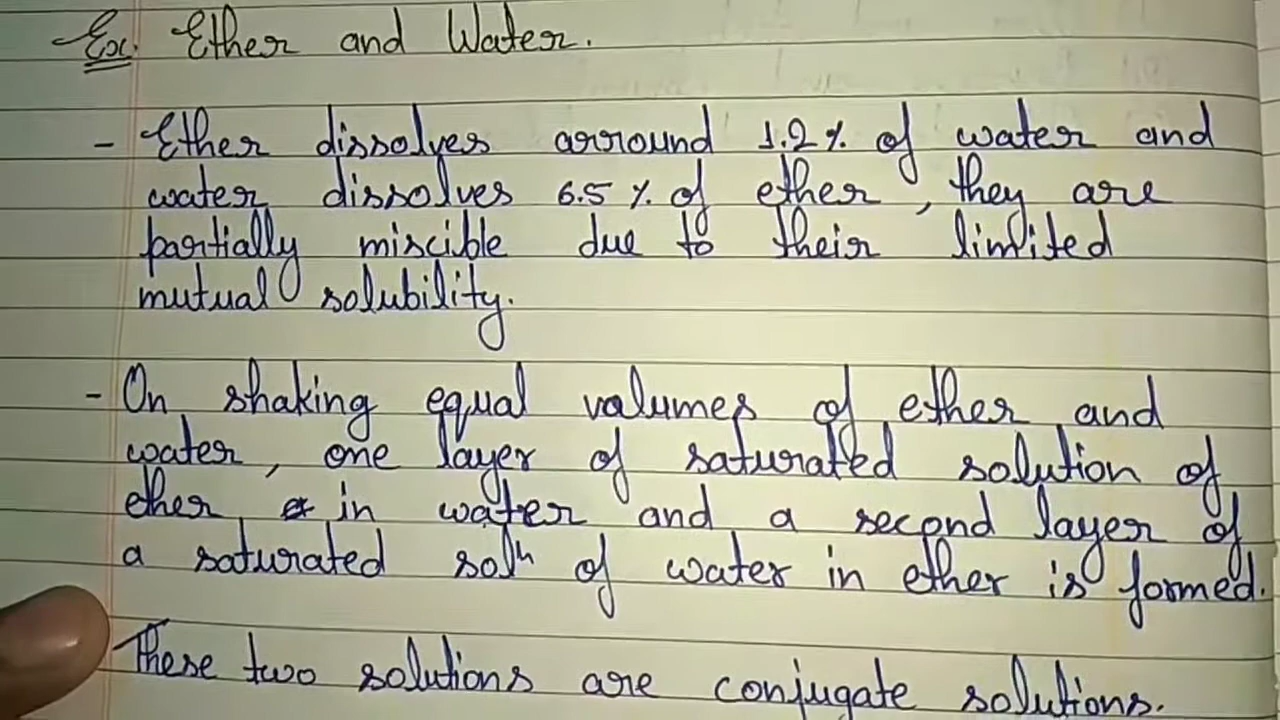 Ex. Ether and Water.
- Ether dissolves arround 1.2% of water and
water dissolves 6.5% of ether, they are
partially miscible due to their limited
mutual solubility.
- On shaking equal valumes of ether and
water, one layer of saturated solution of
ether in water and a second layer of
a saturated solⁿ of water in ether is formed.
These two solutions are conjugate solutions.